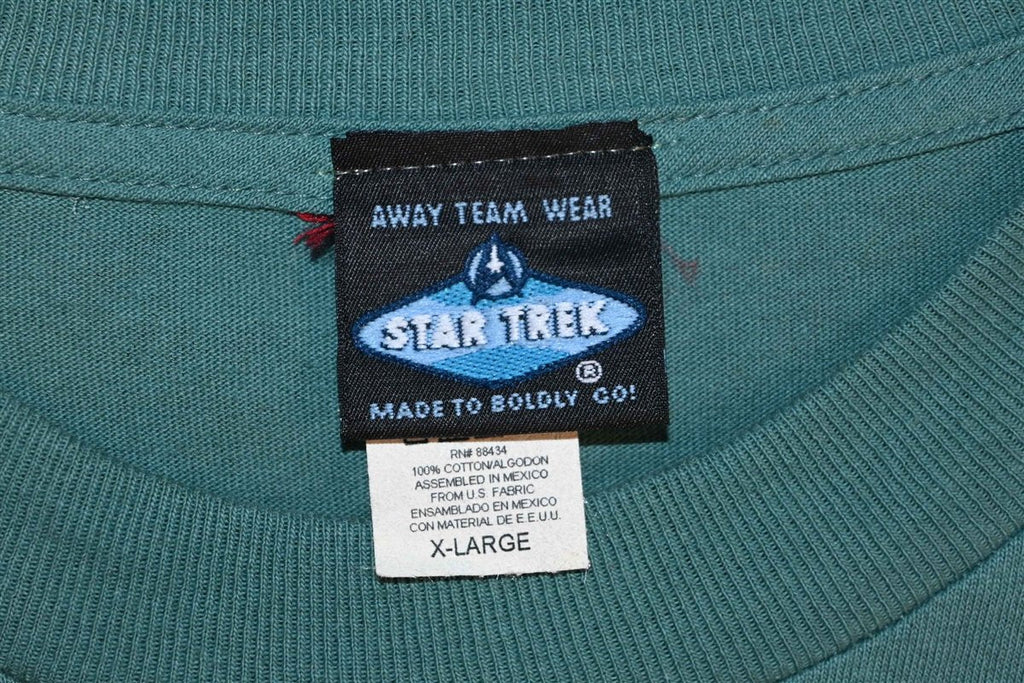 AWAY TEAM WEAR
STAR TREK
®
MADE TO BOLDLY GO!
RN# 88434
100% COTTON/ALGODON
ASSEMBLED IN MEXICO
FROM U.S. FABRIC
ENSAMBLADO EN MEXICO
CON MATERIAL DE E.E.U.U.
X-LARGE